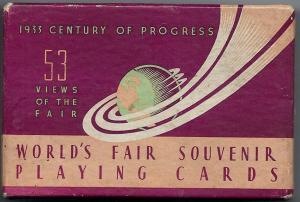 1933 CENTURY OF PROGRESS
53
VIEWS
OF THE
FAIR
WORLD'S FAIR SOUVENIR
PLAYING CARDS